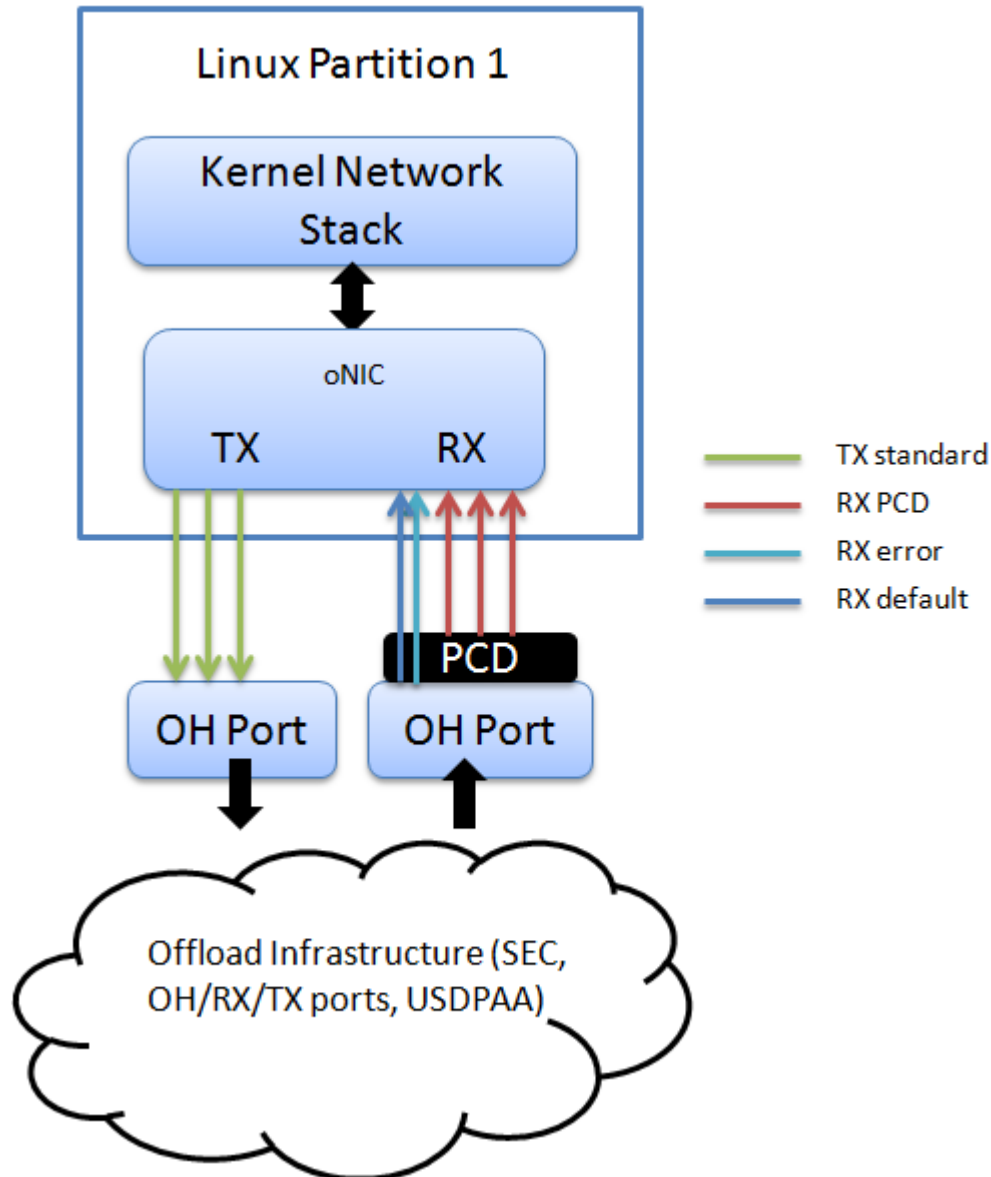 Linux Partition 1
Kernel Network
Stack
oNIC
TX
RX
TX standard
RX PCD
RX error
RX default
PCD
OH Port
OH Port
Offload Infrastructure (SEC,
OH/RX/TX ports, USDPAA)